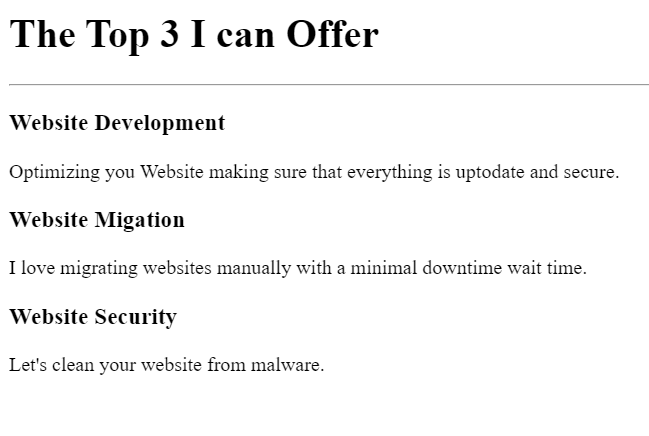 The Top 3 I can Offer
Website Development
Optimizing you Website making sure that everything is uptodate and secure.
Website Migation
I love migrating websites manually with a minimal downtime wait time.
Website Security
Let's clean your website from malware.